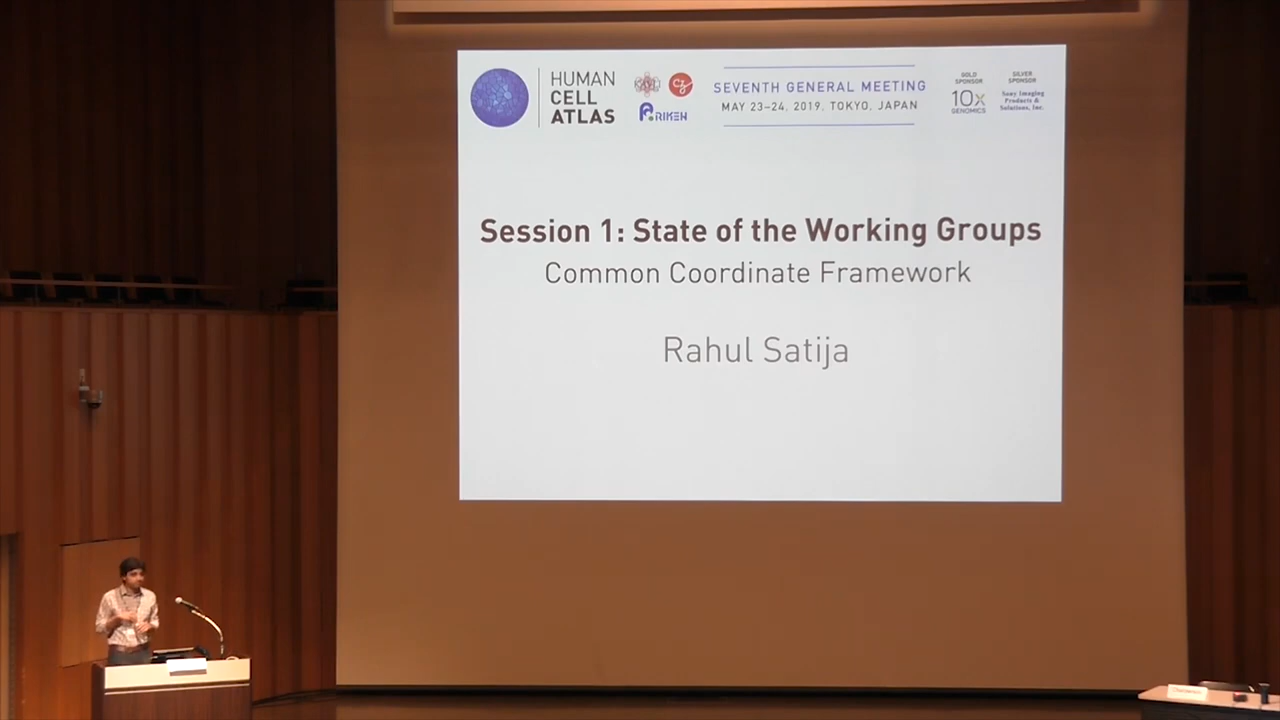 HUMAN
CELL
ATLAS
RIKEN
SEVENTH GENERAL MEETING
MAY 23–24, 2019, TOKYO, JAPAN
GOLD
SPONSOR
10x
GENOMICS
SILVER
SPONSOR
Sony Imaging
Products &
Solutions, Inc.
Session 1: State of the Working Groups
Common Coordinate Framework
Rahul Satija